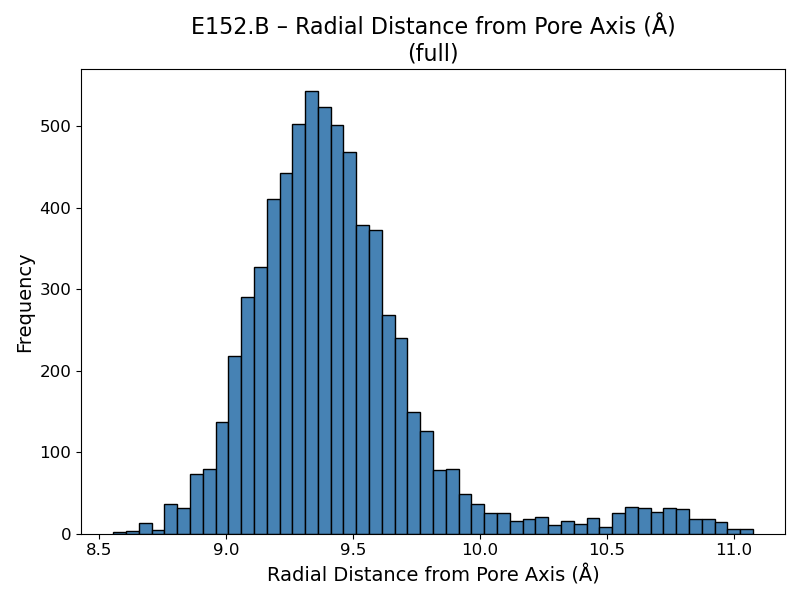 E152.B – Radial Distance from Pore Axis (Å)
(full)
Frequency
500
400
300
200
100
0
8.5 9.0 9.5 10.0 10.5 11.0
Radial Distance from Pore Axis (Å)